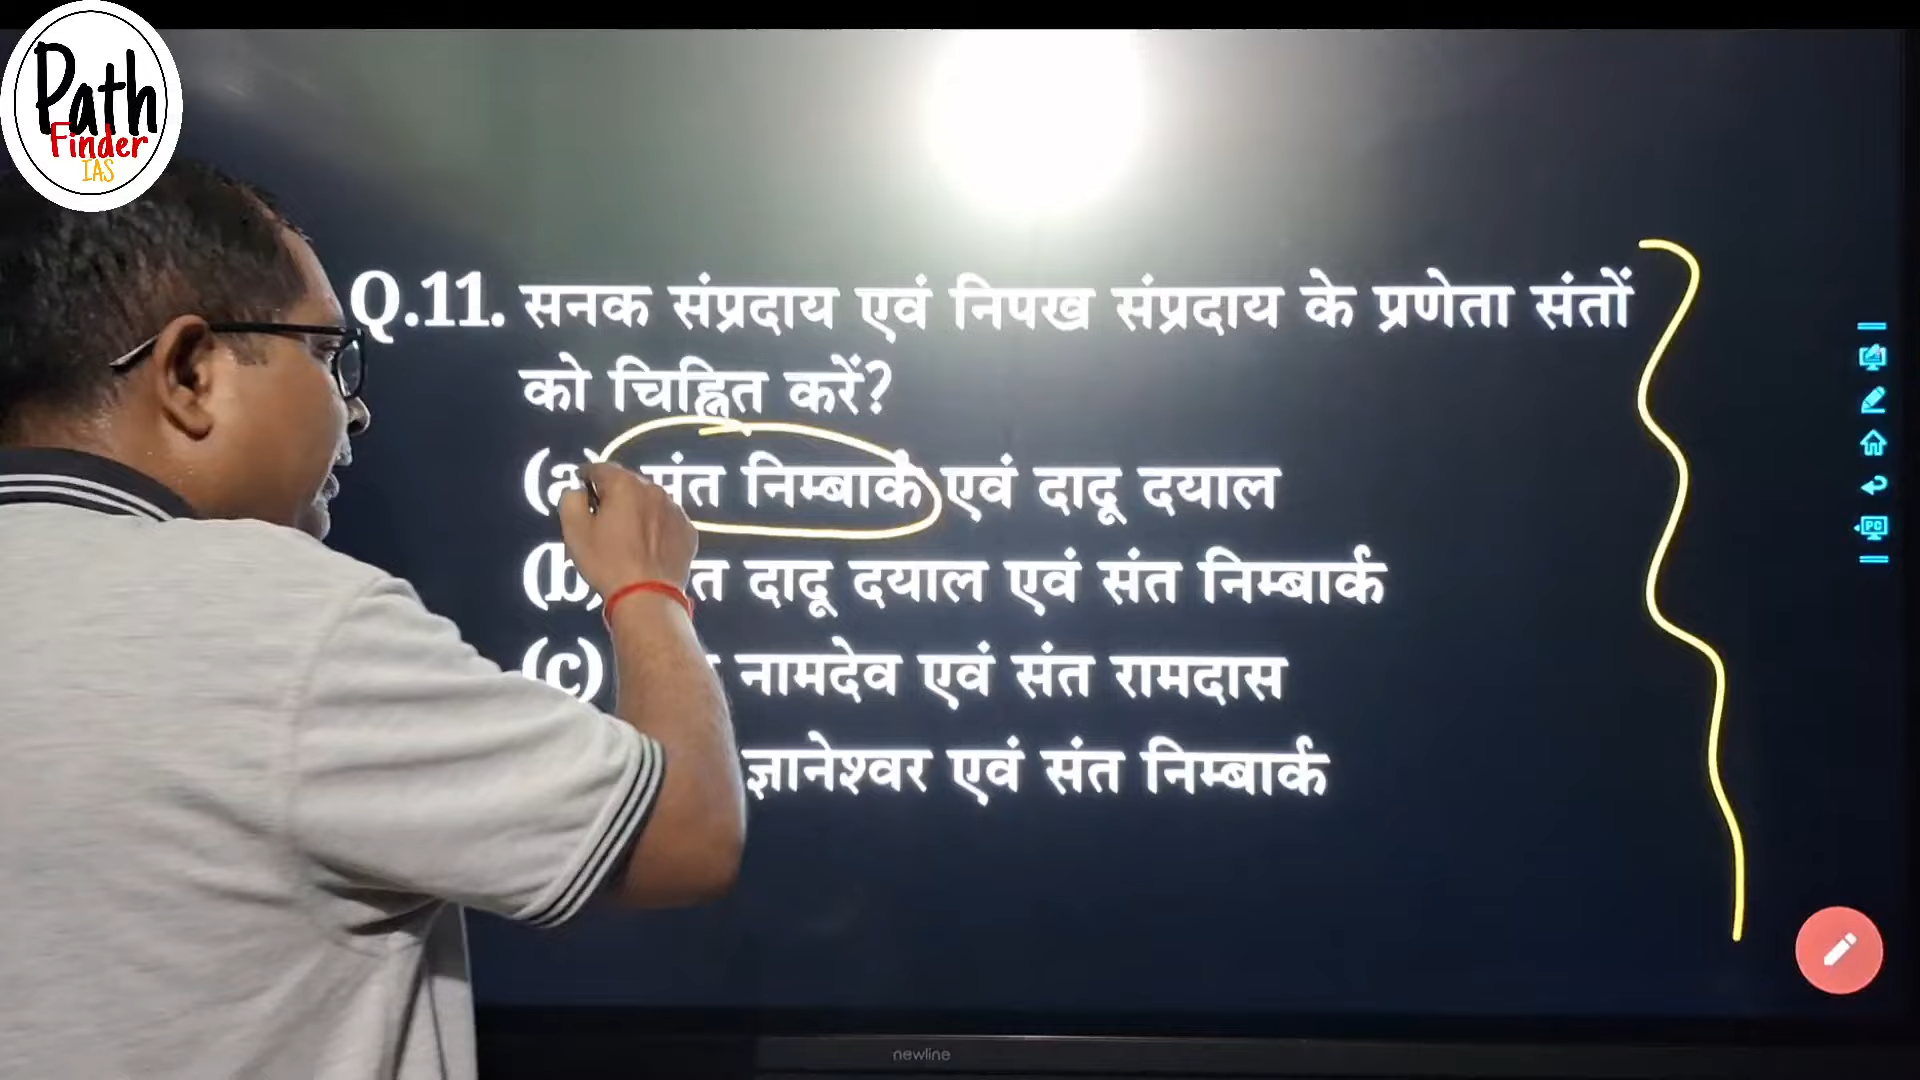 Path
Finder
IAS
Q.11. सनक संप्रदाय एवं निपख संप्रदाय के प्रणेता संतों
को चिह्नित करें?
(a) संत निम्बार्क एवं दादू दयाल
(b) दादू दयाल एवं संत निम्बार्क
(c) नामदेव एवं संत रामदास
ज्ञानेश्वर एवं संत निम्बार्क
PC
newline